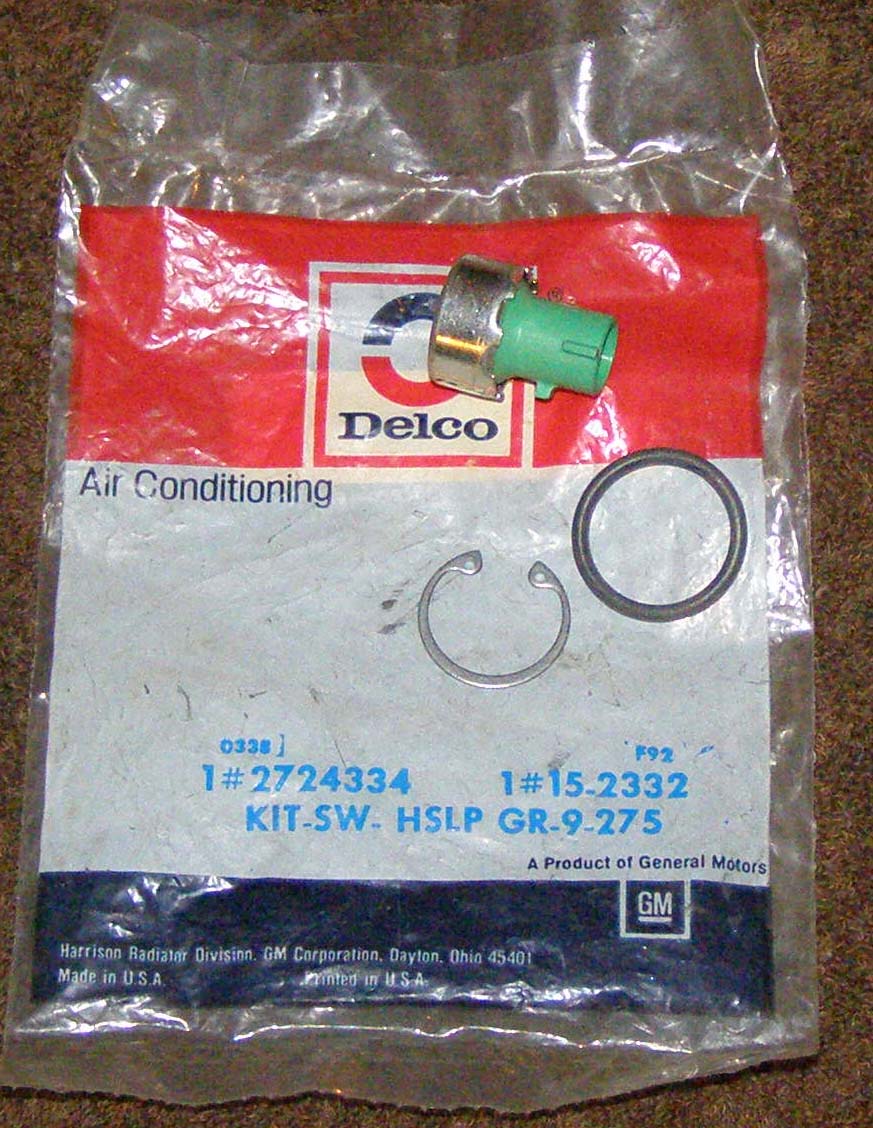 Delco
Air Conditioning
0338 F92
1#2724334 1#15-2332
KIT-SW- HSLP GR-9-275
A Product of General Motors
GM
Harrison Radiator Division, GM Corporation, Dayton, Ohio 45401
Made in U.S.A. Printed in U.S.A.